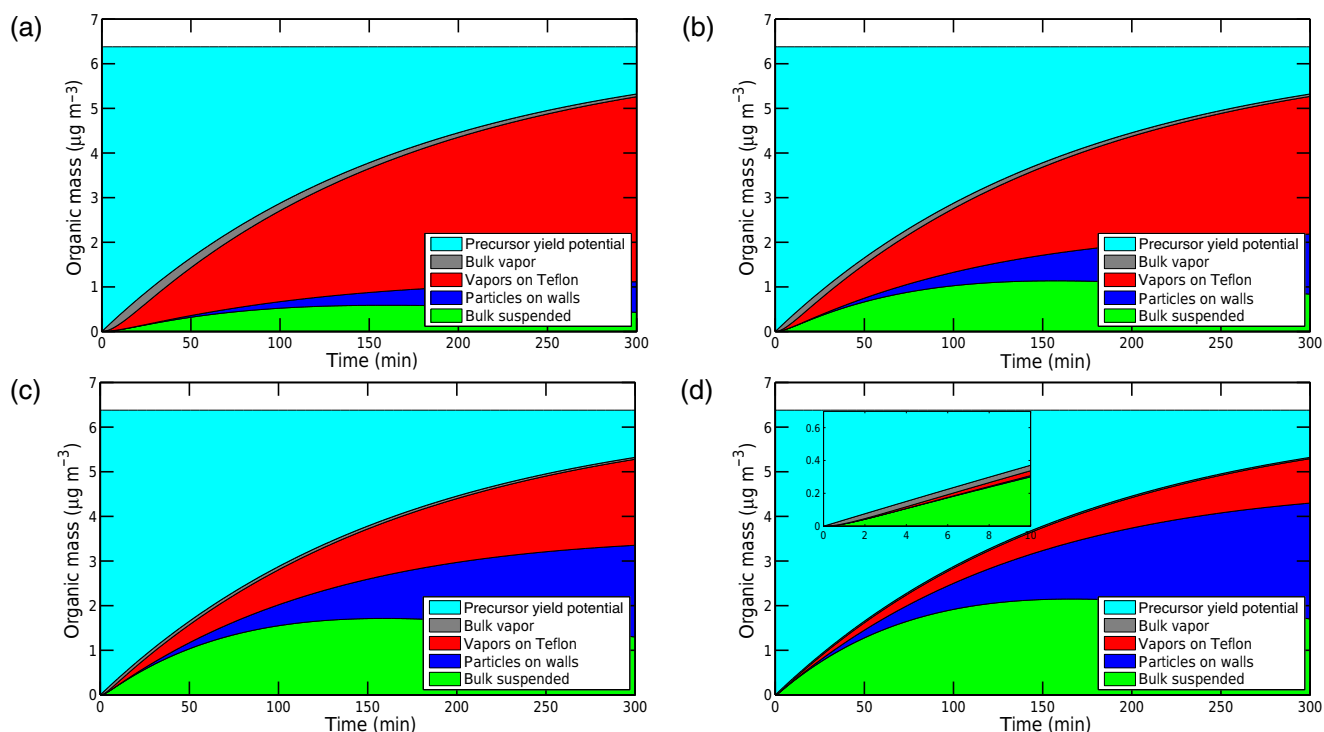 (a)
7
6
5
4
3
2
1
0
Organic mass (µg m⁻³)
0 50 100 150 200 250 300
Time (min)
Precursor yield potential
Bulk vapor
Vapors on Teflon
Particles on walls
Bulk suspended
(b)
7
6
5
4
3
2
1
0
Organic mass (µg m⁻³)
0 50 100 150 200 250 300
Time (min)
Precursor yield potential
Bulk vapor
Vapors on Teflon
Particles on walls
Bulk suspended
(c)
7
6
5
4
3
2
1
0
Organic mass (µg m⁻³)
0 50 100 150 200 250 300
Time (min)
Precursor yield potential
Bulk vapor
Vapors on Teflon
Particles on walls
Bulk suspended
(d)
7
6
5
4
3
2
1
0
Organic mass (µg m⁻³)
0.6
0.4
0.2
0
0 2 4 6 8 10
0 50 100 150 200 250 300
Time (min)
Precursor yield potential
Bulk vapor
Vapors on Teflon
Particles on walls
Bulk suspended